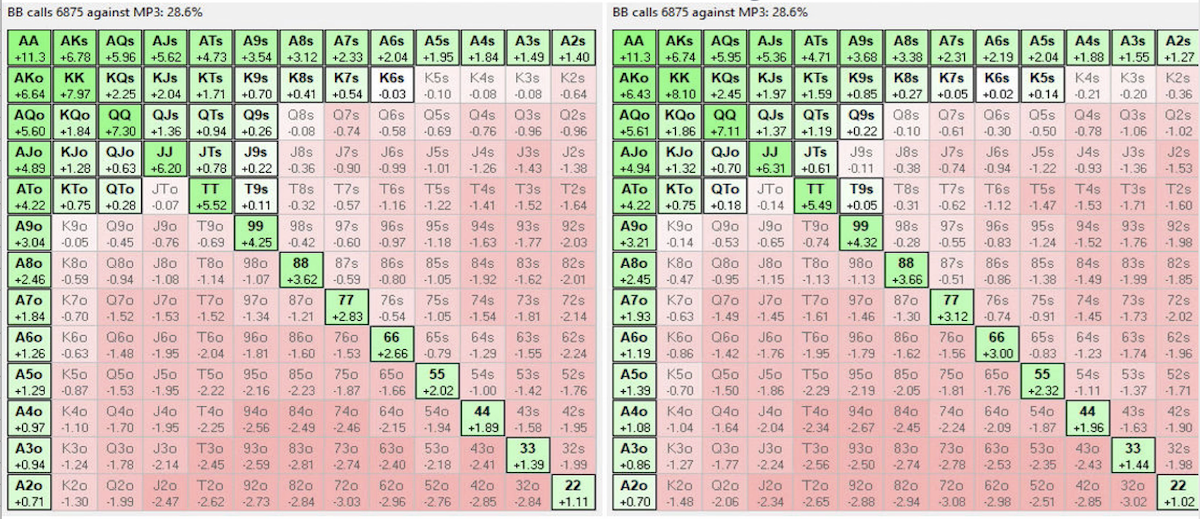 BB calls 6875 against MP3: 28.6%
AA AKs AQs AJs ATs A9s A8s A7s A6s A5s A4s A3s A2s
+11.3 +6.78 +5.96 +5.62 +4.73 +3.54 +3.12 +2.33 +2.04 +1.95 +1.84 +1.49 +1.40
AKo KK KQs KJs KTs K9s K8s K7s K6s K5s K4s K3s K2s
+6.64 +7.97 +2.25 +2.04 +1.71 +0.70 +0.41 +0.54 -0.03 -0.10 -0.08 -0.08 -0.64
AQo KQo QQ QJs QTs Q9s Q8s Q7s Q6s Q5s Q4s Q3s Q2s
+5.60 +1.84 +7.30 +1.36 +0.94 +0.26 -0.08 -0.74 -0.58 -0.69 -0.76 -0.96 -0.96
AJo KJo QJo JJ JTs J9s J8s J7s J6s J5s J4s J3s J2s
+4.89 +1.28 +0.63 +6.20 +0.78 +0.22 -0.36 -0.90 -0.99 -1.01 -1.26 -1.43 -1.38
ATo KTo QTo JTo TT T9s T8s T7s T6s T5s T4s T3s T2s
+4.22 +0.75 +0.28 -0.07 +5.52 +0.11 -0.32 -0.57 -1.16 -1.22 -1.41 -1.52 -1.64
A9o K9o Q9o J9o T9o 99 98s 97s 96s 95s 94s 93s 92s
+3.04 -0.05 -0.45 -0.76 -0.69 +4.25 -0.42 -0.60 -0.97 -1.18 -1.63 -1.77 -2.03
A8o K8o Q8o J8o T8o 98o 88 87s 86s 85s 84s 83s 82s
+2.46 -0.59 -0.94 -1.08 -1.14 -1.07 +3.62 -0.59 -0.80 -1.05 -1.92 -1.62 -2.01
A7o K7o Q7o J7o T7o 97o 87o 77 76s 75s 74s 73s 72s
+1.84 -0.70 -1.52 -1.53 -1.52 -1.34 -1.21 +2.83 -0.54 -1.05 -1.54 -1.81 -2.14
A6o K6o Q6o J6o T6o 96o 86o 76o 66 65s 64s 63s 62s
+1.26 -0.63 -1.48 -1.95 -2.04 -1.81 -1.60 -1.53 +2.66 -0.79 -1.29 -1.55 -2.24
A5o K5o Q5o J5o T5o 95o 85o 75o 65o 55 54s 53s 52s
+1.29 -0.87 -1.53 -1.95 -2.22 -2.16 -2.23 -1.87 -1.66 +2.02 -1.00 -1.42 -1.76
A4o K4o Q4o J4o T4o 94o 84o 74o 64o 54o 44 43s 42s
+0.97 -1.10 -1.70 -1.95 -2.25 -2.56 -2.49 -2.46 -2.15 -1.94 +1.89 -1.58 -1.95
A3o K3o Q3o J3o T3o 93o 83o 73o 63o 53o 43o 33 32s
+0.94 -1.24 -1.78 -2.14 -2.45 -2.59 -2.81 -2.74 -2.40 -2.18 -2.41 +1.39 -1.99
A2o K2o Q2o J2o T2o 92o 82o 72o 62o 52o 42o 32o 22
+0.71 -1.30 -1.99 -2.47 -2.62 -2.73 -2.84 -3.03 -2.96 -2.76 -2.85 -2.84 +1.11
BB calls 6875 against MP3: 28.6%
AA AKs AQs AJs ATs A9s A8s A7s A6s A5s A4s A3s A2s
+11.3 +6.74 +5.95 +5.36 +4.71 +3.68 +3.38 +2.31 +2.19 +2.04 +1.88 +1.55 +1.27
AKo KK KQs KJs KTs K9s K8s K7s K6s K5s K4s K3s K2s
+6.43 +8.10 +2.45 +1.97 +1.59 +0.85 +0.27 +0.05 +0.02 +0.14 -0.21 -0.20 -0.36
AQo KQo QQ QJs QTs Q9s Q8s Q7s Q6s Q5s Q4s Q3s Q2s
+5.61 +1.86 +7.11 +1.37 +1.19 +0.22 -0.10 -0.61 -0.30 -0.50 -0.78 -1.06 -1.02
AJo KJo QJo JJ JTs J9s J8s J7s J6s J5s J4s J3s J2s
+4.94 +1.32 +0.70 +6.31 +0.61 -0.11 -0.38 -0.74 -0.94 -1.22 -0.93 -1.36 -1.53
ATo KTo QTo JTo TT T9s T8s T7s T6s T5s T4s T3s T2s
+4.22 +0.75 +0.18 -0.14 +5.49 +0.05 -0.31 -0.62 -1.12 -1.47 -1.53 -1.71 -1.60
A9o K9o Q9o J9o T9o 99 98s 97s 96s 95s 94s 93s 92s
+3.21 -0.14 -0.53 -0.65 -0.74 +4.32 -0.28 -0.55 -0.83 -1.24 -1.52 -1.76 -1.98
A8o K8o Q8o J8o T8o 98o 88 87s 86s 85s 84s 83s 82s
+2.45 -0.47 -0.95 -1.15 -1.13 -1.13 +3.66 -0.51 -0.86 -1.38 -1.49 -1.99 -1.85
A7o K7o Q7o J7o T7o 97o 87o 77 76s 75s 74s 73s 72s
+1.93 -0.63 -1.49 -1.45 -1.61 -1.46 -1.30 +3.12 -0.74 -0.91 -1.45 -1.73 -2.02
A6o K6o Q6o J6o T6o 96o 86o 76o 66 65s 64s 63s 62s
+1.19 -0.86 -1.42 -1.76 -1.95 -1.79 -1.62 -1.56 +3.00 -0.83 -1.23 -1.74 -1.96
A5o K5o Q5o J5o T5o 95o 85o 75o 65o 55 54s 53s 52s
+1.39 -0.70 -1.50 -1.86 -2.29 -2.19 -2.05 -1.81 -1.76 +2.32 -1.11 -1.37 -1.71
A4o K4o Q4o J4o T4o 94o 84o 74o 64o 54o 44 43s 42s
+1.08 -1.04 -1.64 -2.04 -2.34 -2.67 -2.45 -2.24 -2.09 -1.87 +1.96 -1.63 -1.90
A3o K3o Q3o J3o T3o 93o 83o 73o 63o 53o 43o 33 32s
+0.86 -1.27 -1.77 -2.24 -2.56 -2.50 -2.74 -2.78 -2.53 -2.35 -2.43 +1.44 -1.98
A2o K2o Q2o J2o T2o 92o 82o 72o 62o 52o 42o 32o 22
+0.70 -1.48 -2.06 -2.34 -2.65 -2.88 -2.94 -3.08 -2.98 -2.51 -2.85 -3.02 +1.02